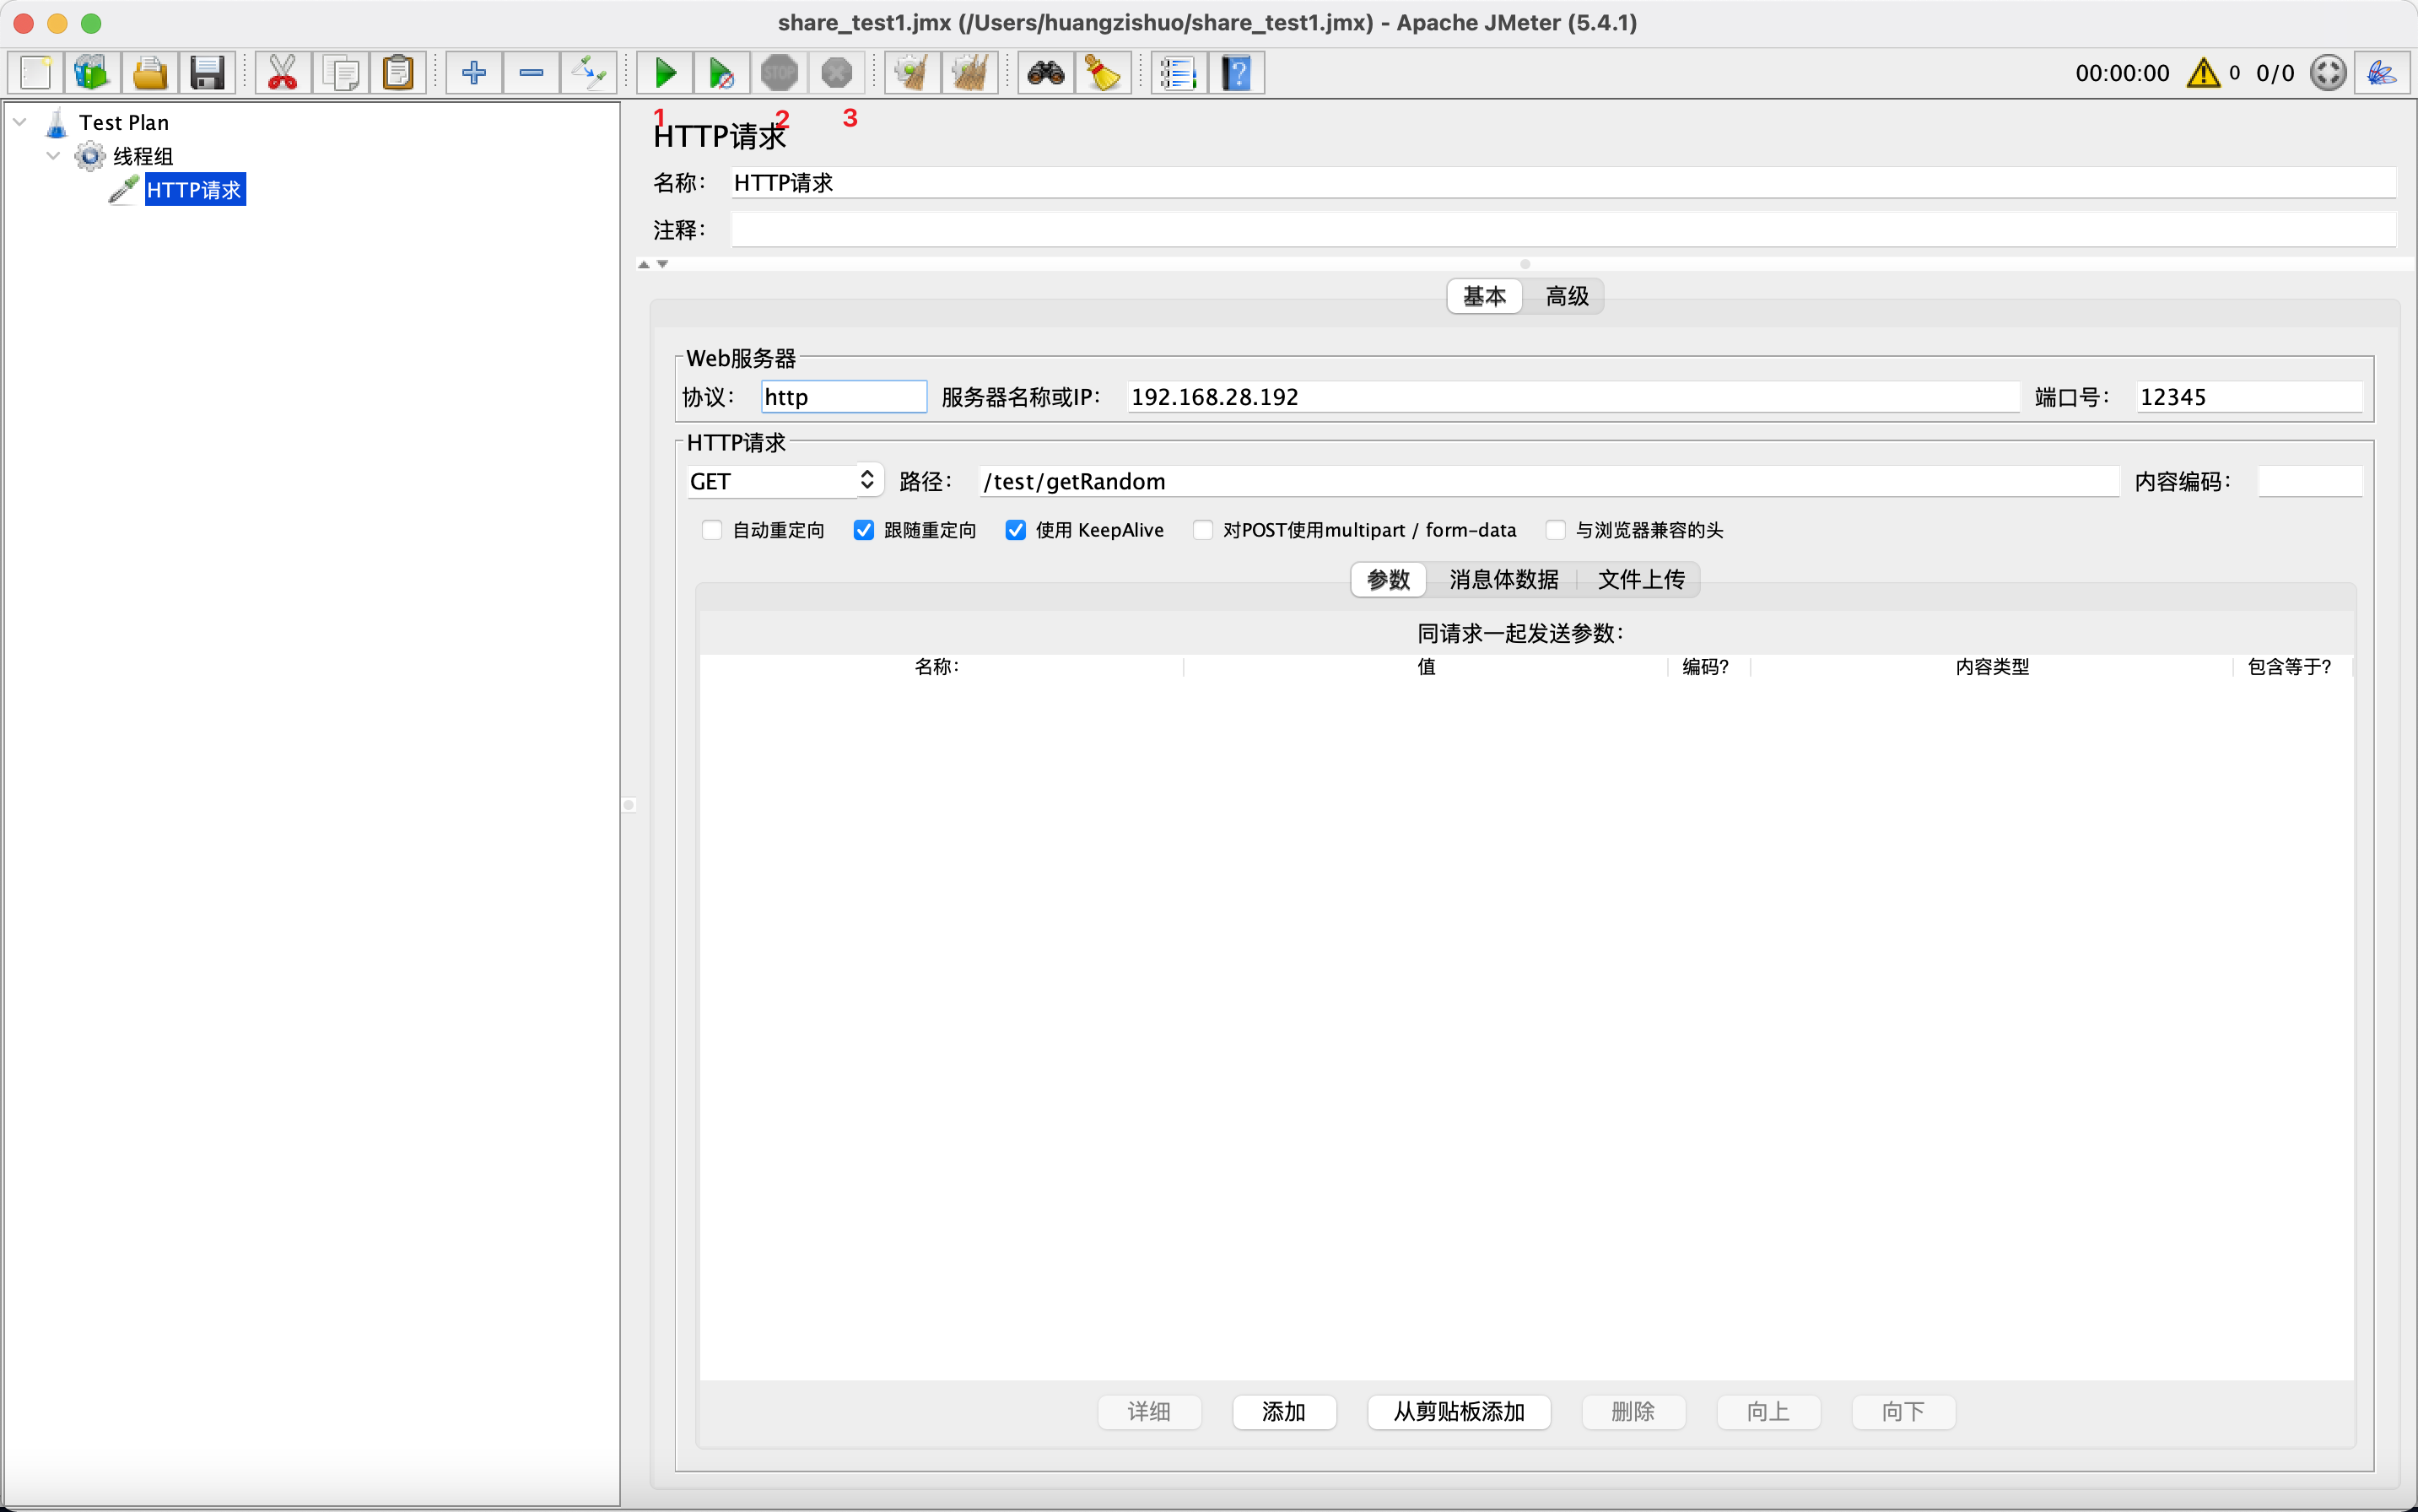 share_test1.jmx (/Users/huangzishuo/share_test1.jmx) - Apache JMeter (5.4.1)
STOP
00:00:00 0 0/0
1 2 3
Test Plan
线程组
HTTP请求
HTTP请求
名称: HTTP请求
注释:
基本 高级
Web服务器
协议: http 服务器名称或IP: 192.168.28.192 端口号: 12345
HTTP请求
GET 路径: /test/getRandom 内容编码:
自动重定向 跟随重定向 使用 KeepAlive 对POST使用multipart / form-data 与浏览器兼容的头
参数 消息体数据 文件上传
同请求一起发送参数:
名称: 值 编码? 内容类型 包含等于?
详细 添加 从剪贴板添加 删除 向上 向下